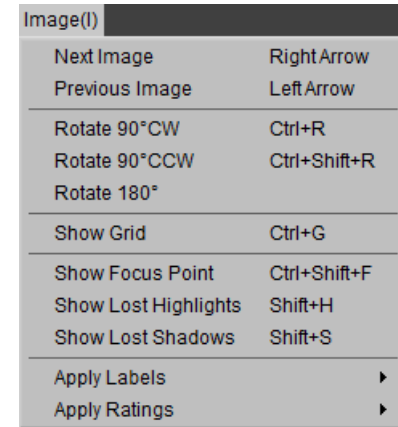 Image(I)
Next Image Right Arrow
Previous Image Left Arrow
Rotate 90°CW Ctrl+R
Rotate 90°CCW Ctrl+Shift+R
Rotate 180°
Show Grid Ctrl+G
Show Focus Point Ctrl+Shift+F
Show Lost Highlights Shift+H
Show Lost Shadows Shift+S
Apply Labels
Apply Ratings